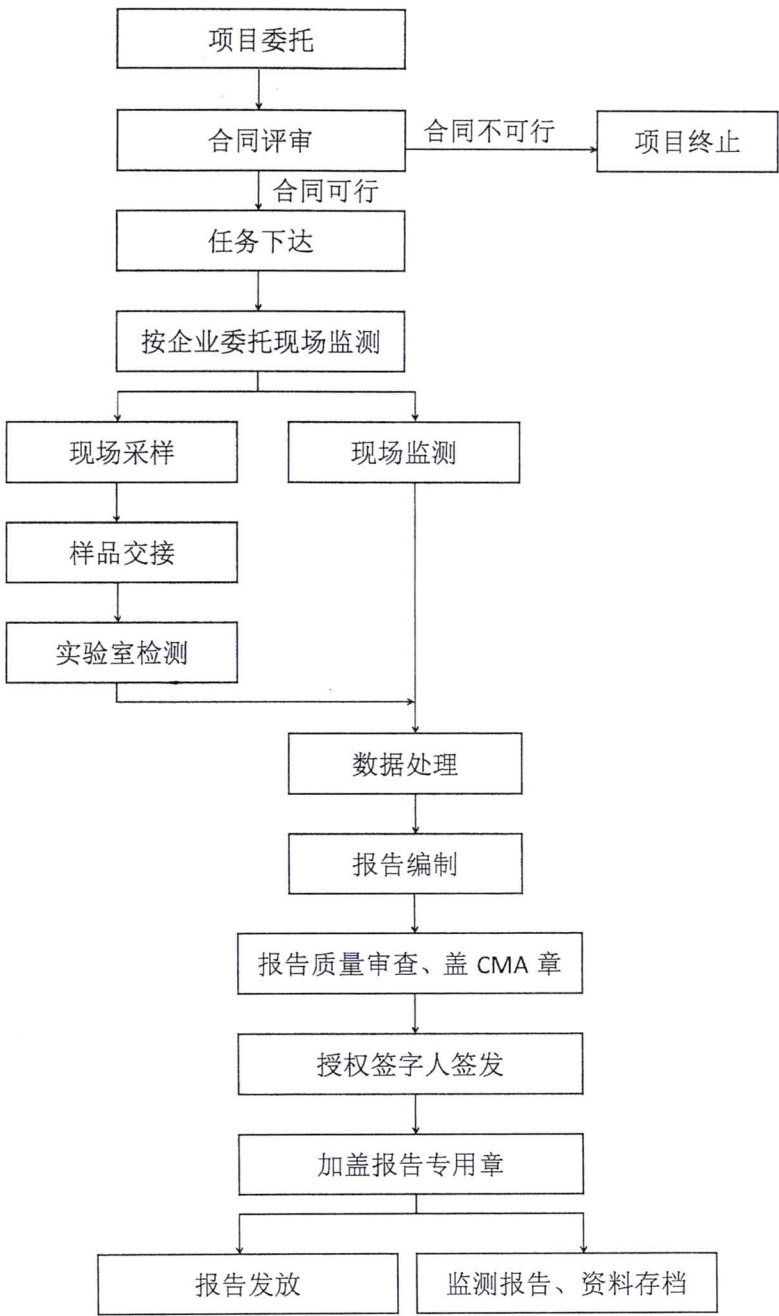 项目委托
合同评审
合同不可行
项目终止
合同可行
任务下达
按企业委托现场监测
现场采样
现场监测
样品交接
实验室检测
数据处理
报告编制
报告质量审查、盖 CMA 章
授权签字人签发
加盖报告专用章
报告发放
监测报告、资料存档